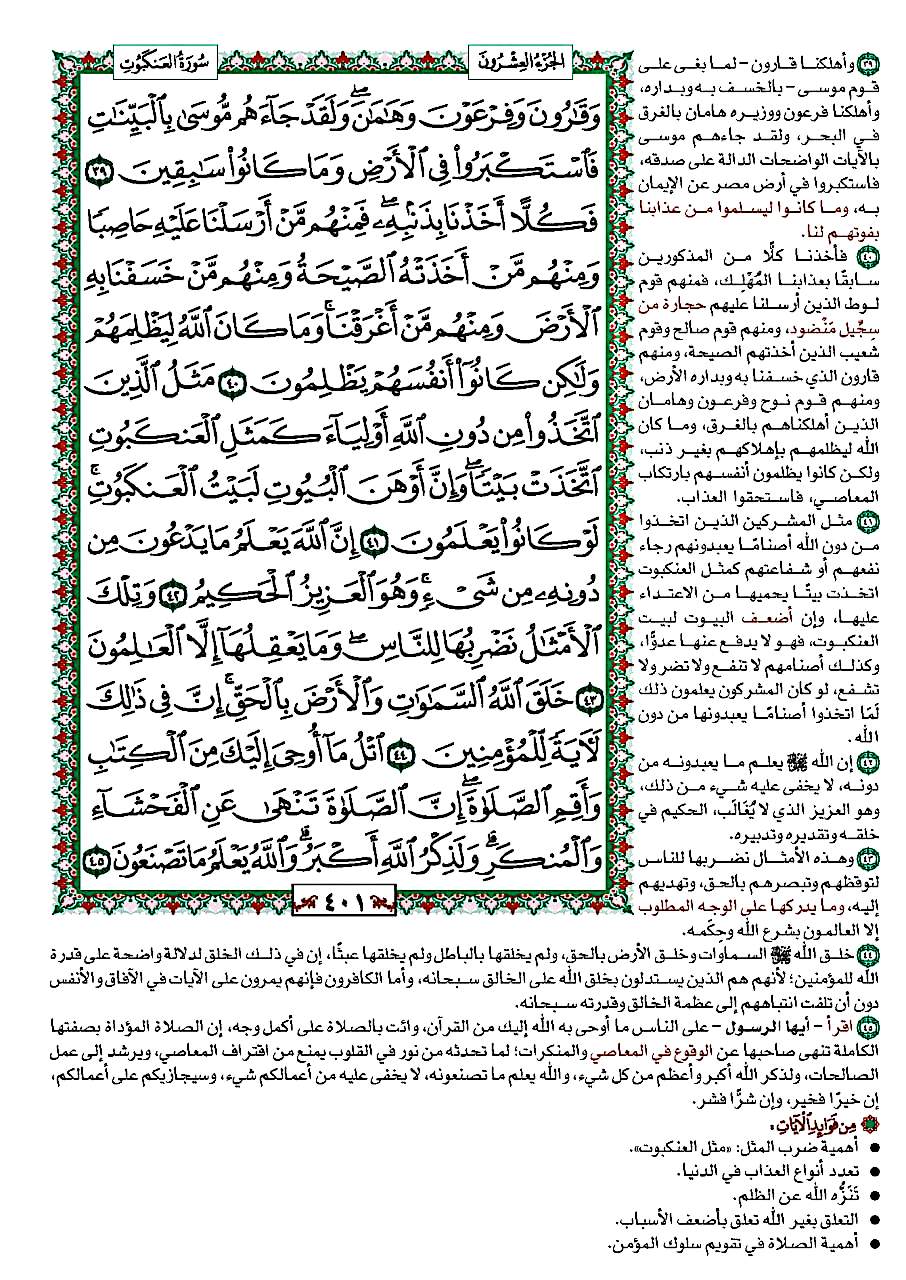 الجُزْءُ العِشْرُونَ
سُورَةُ العَنكَبُوتِ
وَقَٰرُونَ وَفِرْعَوْنَ وَهَٰمَٰنَۖ وَلَقَدْ جَآءَهُم مُّوسَىٰ بِٱلْبَيِّنَٰتِ
فَٱسْتَكْبَرُواْ فِي ٱلْأَرْضِ وَمَا كَانُواْ سَٰبِقِينَ ٣٩
فَكُلًّا أَخَذْنَا بِذَنۢبِهِۦۖ فَمِنْهُم مَّنْ أَرْسَلْنَا عَلَيْهِ حَاصِبًا
وَمِنْهُم مَّنْ أَخَذَتْهُ ٱلصَّيْحَةُ وَمِنْهُم مَّنْ خَسَفْنَا بِهِ
ٱلْأَرْضَ وَمِنْهُم مَّنْ أَغْرَقْنَاۚ وَمَا كَانَ ٱللَّهُ لِيَظْلِمَهُمْ
وَلَٰكِن كَانُوٓاْ أَنفُسَهُمْ يَظْلِمُونَ ٤٠ مَثَلُ ٱلَّذِينَ
ٱتَّخَذُواْ مِن دُونِ ٱللَّهِ أَوْلِيَآءَ كَمَثَلِ ٱلْعَنكَبُوتِ
ٱتَّخَذَتْ بَيْتًاۖ وَإِنَّ أَوْهَنَ ٱلْبُيُوتِ لَبَيْتُ ٱلْعَنكَبُوتِۚ
لَوْ كَانُواْ يَعْلَمُونَ ٤١ إِنَّ ٱللَّهَ يَعْلَمُ مَا يَدْعُونَ مِن
دُونِهِۦ مِن شَيْءٍۚ وَهُوَ ٱلْعَزِيزُ ٱلْحَكِيمُ ٤٢ وَتِلْكَ
ٱلْأَمْثَٰلُ نَضْرِبُهَا لِلنَّاسِۖ وَمَا يَعْقِلُهَآ إِلَّا ٱلْعَٰلِمُونَ
٤٣ خَلَقَ ٱللَّهُ ٱلسَّمَٰوَٰتِ وَٱلْأَرْضَ بِٱلْحَقِّۚ إِنَّ فِي ذَٰلِكَ
لَأٓيَةً لِّلْمُؤْمِنِينَ ٤٤ ٱتْلُ مَآ أُوحِيَ إِلَيْكَ مِنَ ٱلْكِتَٰبِ
وَأَقِمِ ٱلصَّلَوٰةَۖ إِنَّ ٱلصَّلَوٰةَ تَنْهَىٰ عَنِ ٱلْفَحْشَآءِ
وَٱلْمُنكَرِۗ وَلَذِكْرُ ٱللَّهِ أَكْبَرُۗ وَٱللَّهُ يَعْلَمُ مَا تَصْنَعُونَ ٤٥
٤٠١
٣٩ وأهلكنا قارون - لما بغى على
قوم موسى - بالخسف به وبداره،
وأهلكنا فرعون ووزيره هامان بالغرق
في البحر، ولقد جاءهم موسى
بالآيات الواضحات الدالة على صدقه،
فاستكبروا في أرض مصر عن الإيمان
به، وما كانوا ليسلموا من عذابنا
بفوتهم لنا.
٤٠ فأخذنا كلًّا من المذكورين
سابقًا بعذابنا المُهْلِك، فمنهم قوم
لوط الذين أرسلنا عليهم حجارة من
سِجِّيل مَنْضود، ومنهم قوم صالح وقوم
شعيب الذين أخذتهم الصيحة، ومنهم
قارون الذي خسفنا به وبداره الأرض،
ومنهم قوم نوح وفرعون وهامان
الذين أهلكناهم بالغرق، وما كان
الله ليظلمهم بإهلاكهم بغير ذنب،
ولكن كانوا يظلمون أنفسهم بارتكاب
المعاصي، فاستحقوا العذاب.
٤١ مثل المشركين الذين اتخذوا
من دون الله أصنامًا يعبدونهم رجاء
نفعهم أو شفاعتهم كمثل العنكبوت
اتخذت بيتًا يحميها من الاعتداء
عليها، وإن أضعف البيوت لبيت
العنكبوت، فهو لا يدفع عنها عدوًّا،
وكذلك أصنامهم لا تنفع ولا تضر ولا
تشفع، لو كان المشركون يعلمون ذلك
لَمَا اتخذوا أصنامًا يعبدونها من دون
الله.
٤٢ إن الله ﷻ يعلم ما يعبدونه من
دونه، لا يخفى عليه شيء من ذلك،
وهو العزيز الذي لا يُغَالَب، الحكيم في
خلقه وتقديره وتدبيره.
٤٣ وهذه الأمثال نضربها للناس
لتوقظهم وتبصرهم بالحق، وتهديهم
إليه، وما يدركها على الوجه المطلوب
إلا العالمون بشرع الله وحِكَمه.
٤٤ خلق الله ﷻ السماوات وخلق الأرض بالحق، ولم يخلقها بالباطل ولم يخلقها عبثًا، إن في ذلك الخلق لدلالة واضحة على قدرة
الله للمؤمنين؛ لأنهم هم الذين يستدلون بخلق الله على الخالق سبحانه، وأما الكافرون فإنهم يمرون على الآيات في الآفاق والأنفس
دون أن تلفت انتباههم إلى عظمة الخالق وقدرته سبحانه.
٤٥ اقرأ - أيها الرسول - على الناس ما أوحى به الله إليك من القرآن، وائت بالصلاة على أكمل وجه، إن الصلاة المؤداة بصفتها
الكاملة تنهى صاحبها عن الوقوع في المعاصي والمنكرات؛ لما تحدثه من نور في القلوب يمنع من اقتراف المعاصي، ويرشد إلى عمل
الصالحات، ولذكر الله أكبر وأعظم من كل شيء، والله يعلم ما تصنعونه، لا يخفى عليه من أعمالكم شيء، وسيجازيكم على أعمالكم،
إن خيرًا فخير، وإن شرًّا فشر.
مِن فَوَائِدِ الآيَاتِ:
● أهمية ضرب المثل: «مثل العنكبوت».
● تعدد أنواع العذاب في الدنيا.
● تَنَزُّه الله عن الظلم.
● التعلق بغير الله تعلق بأضعف الأسباب.
● أهمية الصلاة في تقويم سلوك المؤمن.